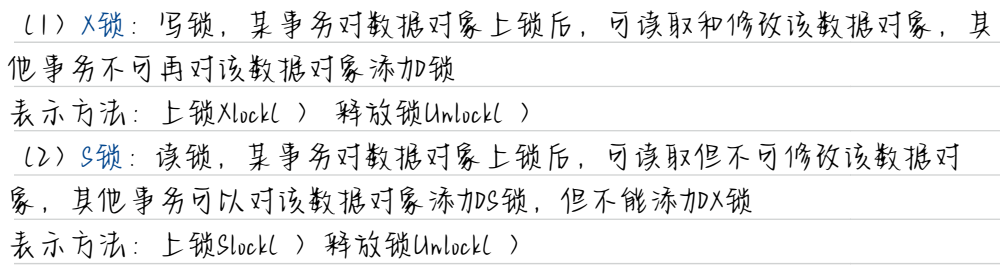 （1）X锁：写锁，某事务对数据对象上锁后，可读取和修改该数据对象，其
他事务不可再对该数据对象添加锁
表示方法：上锁Xlock( ） 释放锁Unlock( ）
（2）S锁：读锁，某事务对数据对象上锁后，可读取但不可修改该数据对
象，其他事务可以对该数据对象添加S锁，但不能添加X锁
表示方法：上锁Slock( ）释放锁Unlock( ）